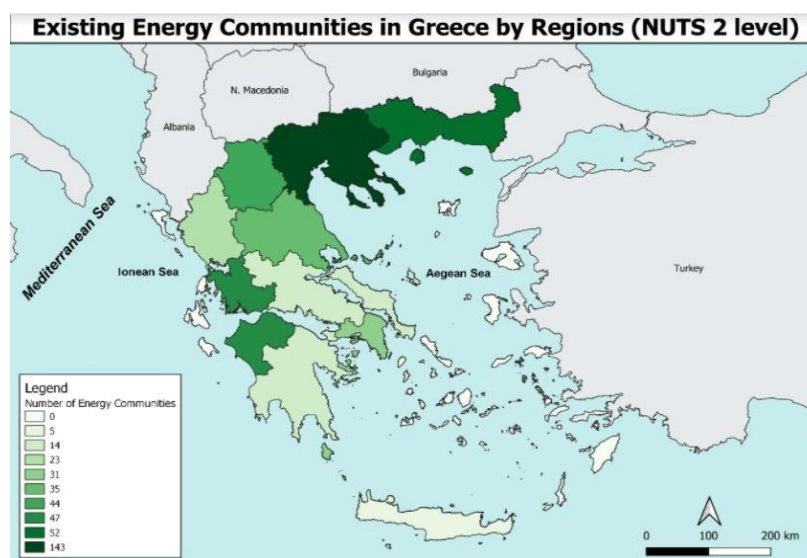 Existing Energy Communities in Greece by Regions (NUTS 2 level)
Bulgaria
N. Macedonia
Albania
Mediterranean Sea
Ionean Sea
Aegean Sea
Turkey
Legend
Number of Energy Communities
0
5
14
23
31
35
44
47
52
143
0 100 200 km